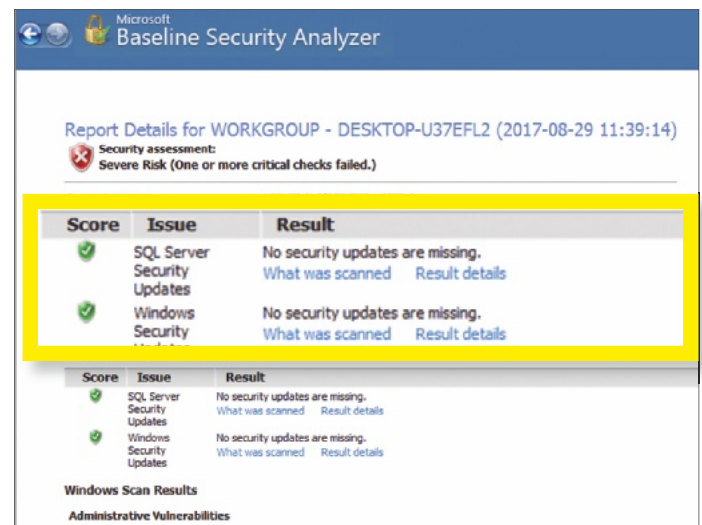 Microsoft
Baseline Security Analyzer
Report Details for WORKGROUP - DESKTOP-U37EFL2 (2017-08-29 11:39:14)
Security assessment:
Severe Risk (One or more critical checks failed.)
Score Issue Result
SQL Server No security updates are missing.
Security What was scanned Result details
Updates
Windows No security updates are missing.
Security What was scanned Result details
Score Issue Result
SQL Server No security updates are missing.
Security What was scanned Result details
Updates
Windows No security updates are missing.
Security What was scanned Result details
Updates
Windows Scan Results
Administrative Vulnerabilities